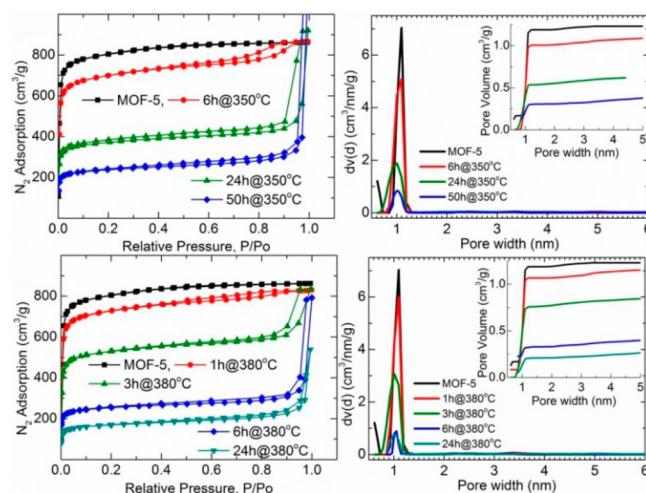 800
600
400
200
N₂ Adsorption (cm³/g)
MOF-5, 6h@350°C
24h@350°C
50h@350°C
0.0 0.2 0.4 0.6 0.8 1.0
Relative Pressure, P/Po
6
4
2
0
dv(d) (cm³/nm/g)
MOF-5
6h@350°C
24h@350°C
50h@350°C
0 1 2 3 4 5 6
Pore width (nm)
1.0
0.5
0.0
Pore Volume (cm³/g)
1 2 3 4 5
Pore width (nm)
800
600
400
200
N₂ Adsorption (cm³/g)
MOF-5, 1h@380°C
3h@380°C
6h@380°C
24h@380°C
0.0 0.2 0.4 0.6 0.8 1.0
Relative Pressure, P/Po
6
4
2
0
dv(d) (cm³/nm/g)
MOF-5
1h@380°C
3h@380°C
6h@380°C
24h@380°C
0 1 2 3 4 5 6
Pore width (nm)
1.0
0.5
0.0
Pore Volume (cm³/g)
1 2 3 4 5
Pore width (nm)